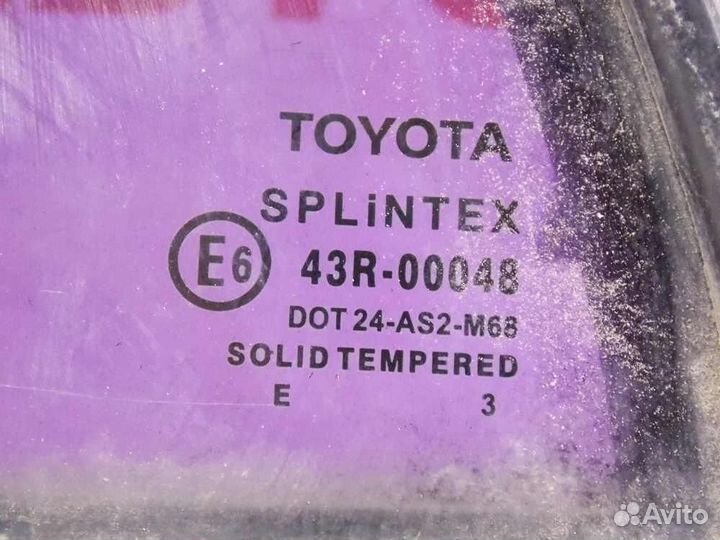 TOYOTA
SPLiNTEX
E6 43R-00048
DOT 24-AS2-M68
SOLID TEMPERED
E 3
Avito